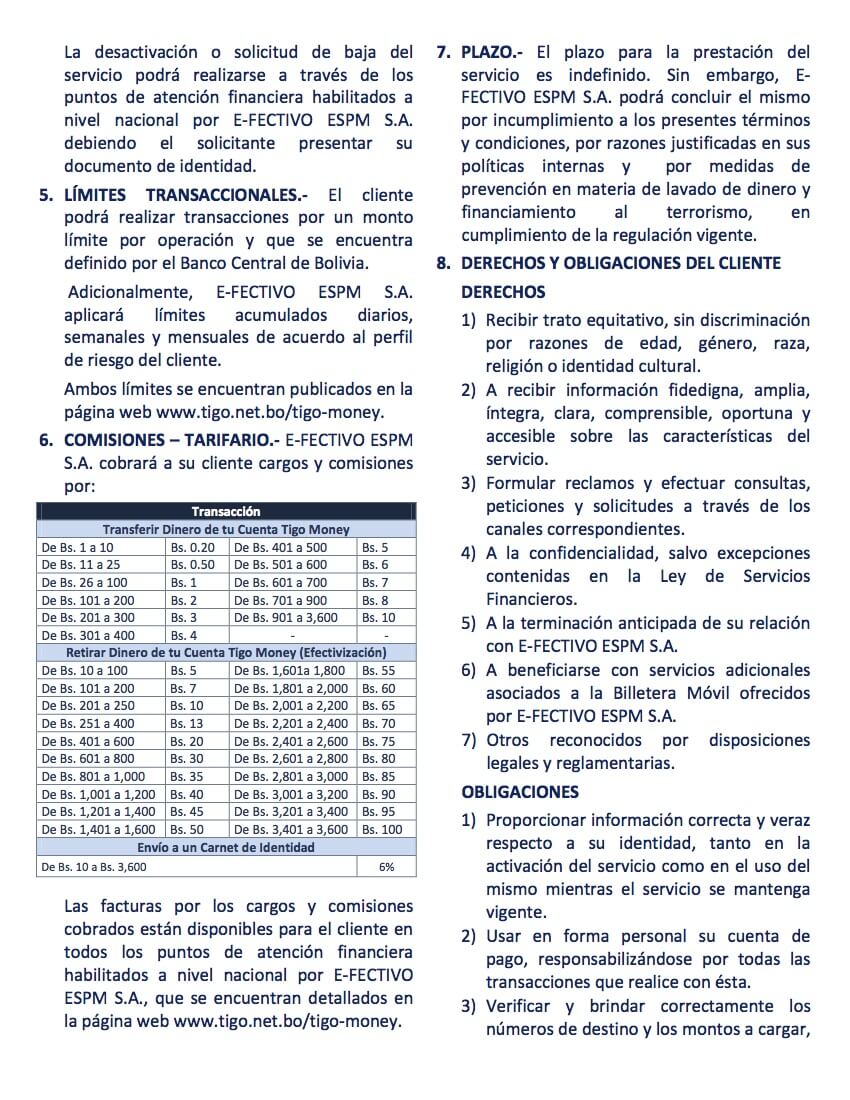 La desactivación o solicitud de baja del
servicio podrá realizarse a través de los
puntos de atención financiera habilitados a
nivel nacional por E-FECTIVO ESPM S.A.
debiendo el solicitante presentar su
documento de identidad.
5. LÍMITES TRANSACCIONALES.- El cliente
podrá realizar transacciones por un monto
límite por operación y que se encuentra
definido por el Banco Central de Bolivia.
Adicionalmente, E-FECTIVO ESPM S.A.
aplicará límites acumulados diarios,
semanales y mensuales de acuerdo al perfil
de riesgo del cliente.
Ambos límites se encuentran publicados en la
página web www.tigo.net.bo/tigo-money.
6. COMISIONES – TARIFARIO.- E-FECTIVO ESPM
S.A. cobrará a su cliente cargos y comisiones
por:
Transacción
Transferir Dinero de tu Cuenta Tigo Money
De Bs. 1 a 10 Bs. 0.20 De Bs. 401 a 500 Bs. 5
De Bs. 11 a 25 Bs. 0.50 De Bs. 501 a 600 Bs. 6
De Bs. 26 a 100 Bs. 1 De Bs. 601 a 700 Bs. 7
De Bs. 101 a 200 Bs. 2 De Bs. 701 a 900 Bs. 8
De Bs. 201 a 300 Bs. 3 De Bs. 901 a 3,600 Bs. 10
De Bs. 301 a 400 Bs. 4 - -
Retirar Dinero de tu Cuenta Tigo Money (Efectivización)
De Bs. 10 a 100 Bs. 5 De Bs. 1,601a 1,800 Bs. 55
De Bs. 101 a 200 Bs. 7 De Bs. 1,801 a 2,000 Bs. 60
De Bs. 201 a 250 Bs. 10 De Bs. 2,001 a 2,200 Bs. 65
De Bs. 251 a 400 Bs. 13 De Bs. 2,201 a 2,400 Bs. 70
De Bs. 401 a 600 Bs. 20 De Bs. 2,401 a 2,600 Bs. 75
De Bs. 601 a 800 Bs. 30 De Bs. 2,601 a 2,800 Bs. 80
De Bs. 801 a 1,000 Bs. 35 De Bs. 2,801 a 3,000 Bs. 85
De Bs. 1,001 a 1,200 Bs. 40 De Bs. 3,001 a 3,200 Bs. 90
De Bs. 1,201 a 1,400 Bs. 45 De Bs. 3,201 a 3,400 Bs. 95
De Bs. 1,401 a 1,600 Bs. 50 De Bs. 3,401 a 3,600 Bs. 100
Envío a un Carnet de Identidad
De Bs. 10 a Bs. 3,600 6%
Las facturas por los cargos y comisiones
cobrados están disponibles para el cliente en
todos los puntos de atención financiera
habilitados a nivel nacional por E-FECTIVO
ESPM S.A., que se encuentran detallados en
la página web www.tigo.net.bo/tigo-money.
7. PLAZO.- El plazo para la prestación del
servicio es indefinido. Sin embargo, E-
FECTIVO ESPM S.A. podrá concluir el mismo
por incumplimiento a los presentes términos
y condiciones, por razones justificadas en sus
políticas internas y por medidas de
prevención en materia de lavado de dinero y
financiamiento al terrorismo, en
cumplimiento de la regulación vigente.
8. DERECHOS Y OBLIGACIONES DEL CLIENTE
DERECHOS
1) Recibir trato equitativo, sin discriminación
por razones de edad, género, raza,
religión o identidad cultural.
2) A recibir información fidedigna, amplia,
íntegra, clara, comprensible, oportuna y
accesible sobre las características del
servicio.
3) Formular reclamos y efectuar consultas,
peticiones y solicitudes a través de los
canales correspondientes.
4) A la confidencialidad, salvo excepciones
contenidas en la Ley de Servicios
Financieros.
5) A la terminación anticipada de su relación
con E-FECTIVO ESPM S.A.
6) A beneficiarse con servicios adicionales
asociados a la Billetera Móvil ofrecidos
por E-FECTIVO ESPM S.A.
7) Otros reconocidos por disposiciones
legales y reglamentarias.
OBLIGACIONES
1) Proporcionar información correcta y veraz
respecto a su identidad, tanto en la
activación del servicio como en el uso del
mismo mientras el servicio se mantenga
vigente.
2) Usar en forma personal su cuenta de
pago, responsabilizándose por todas las
transacciones que realice con ésta.
3) Verificar y brindar correctamente los
números de destino y los montos a cargar,